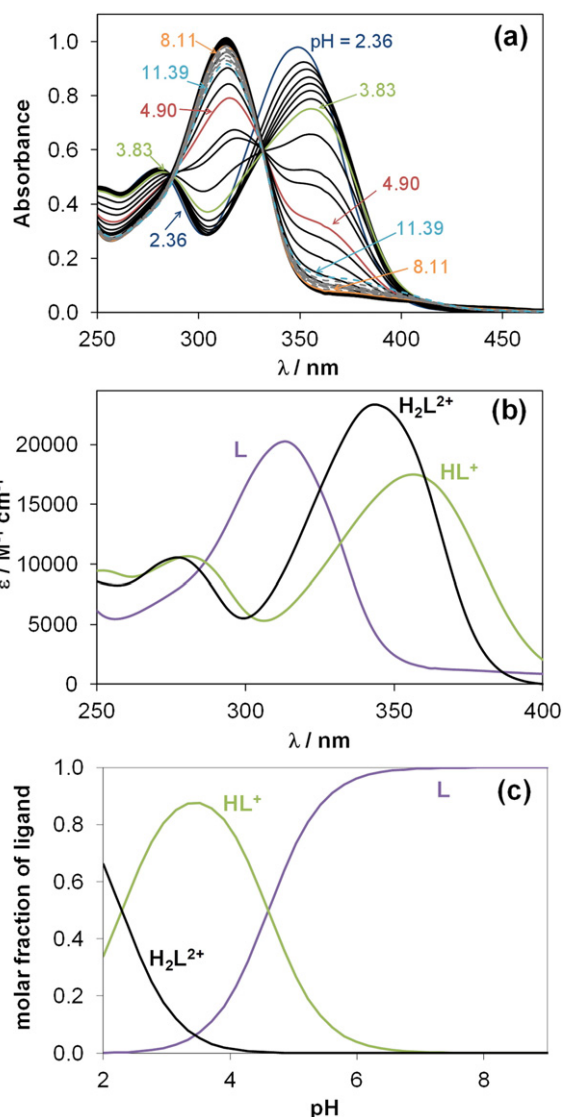 (a)
1.0
0.8
0.6
0.4
0.2
0.0
Absorbance
8.11
11.39
4.90
3.83
2.36
pH = 2.36
3.83
4.90
11.39
8.11
250 300 350 400 450
λ / nm
(b)
20000
15000
10000
5000
0
ε / M⁻¹ cm⁻¹
L
H₂L²⁺
HL⁺
250 300 350 400
λ / nm
(c)
1.0
0.8
0.6
0.4
0.2
0.0
molar fraction of ligand
HL⁺
L
H₂L²⁺
2 4 6 8
pH